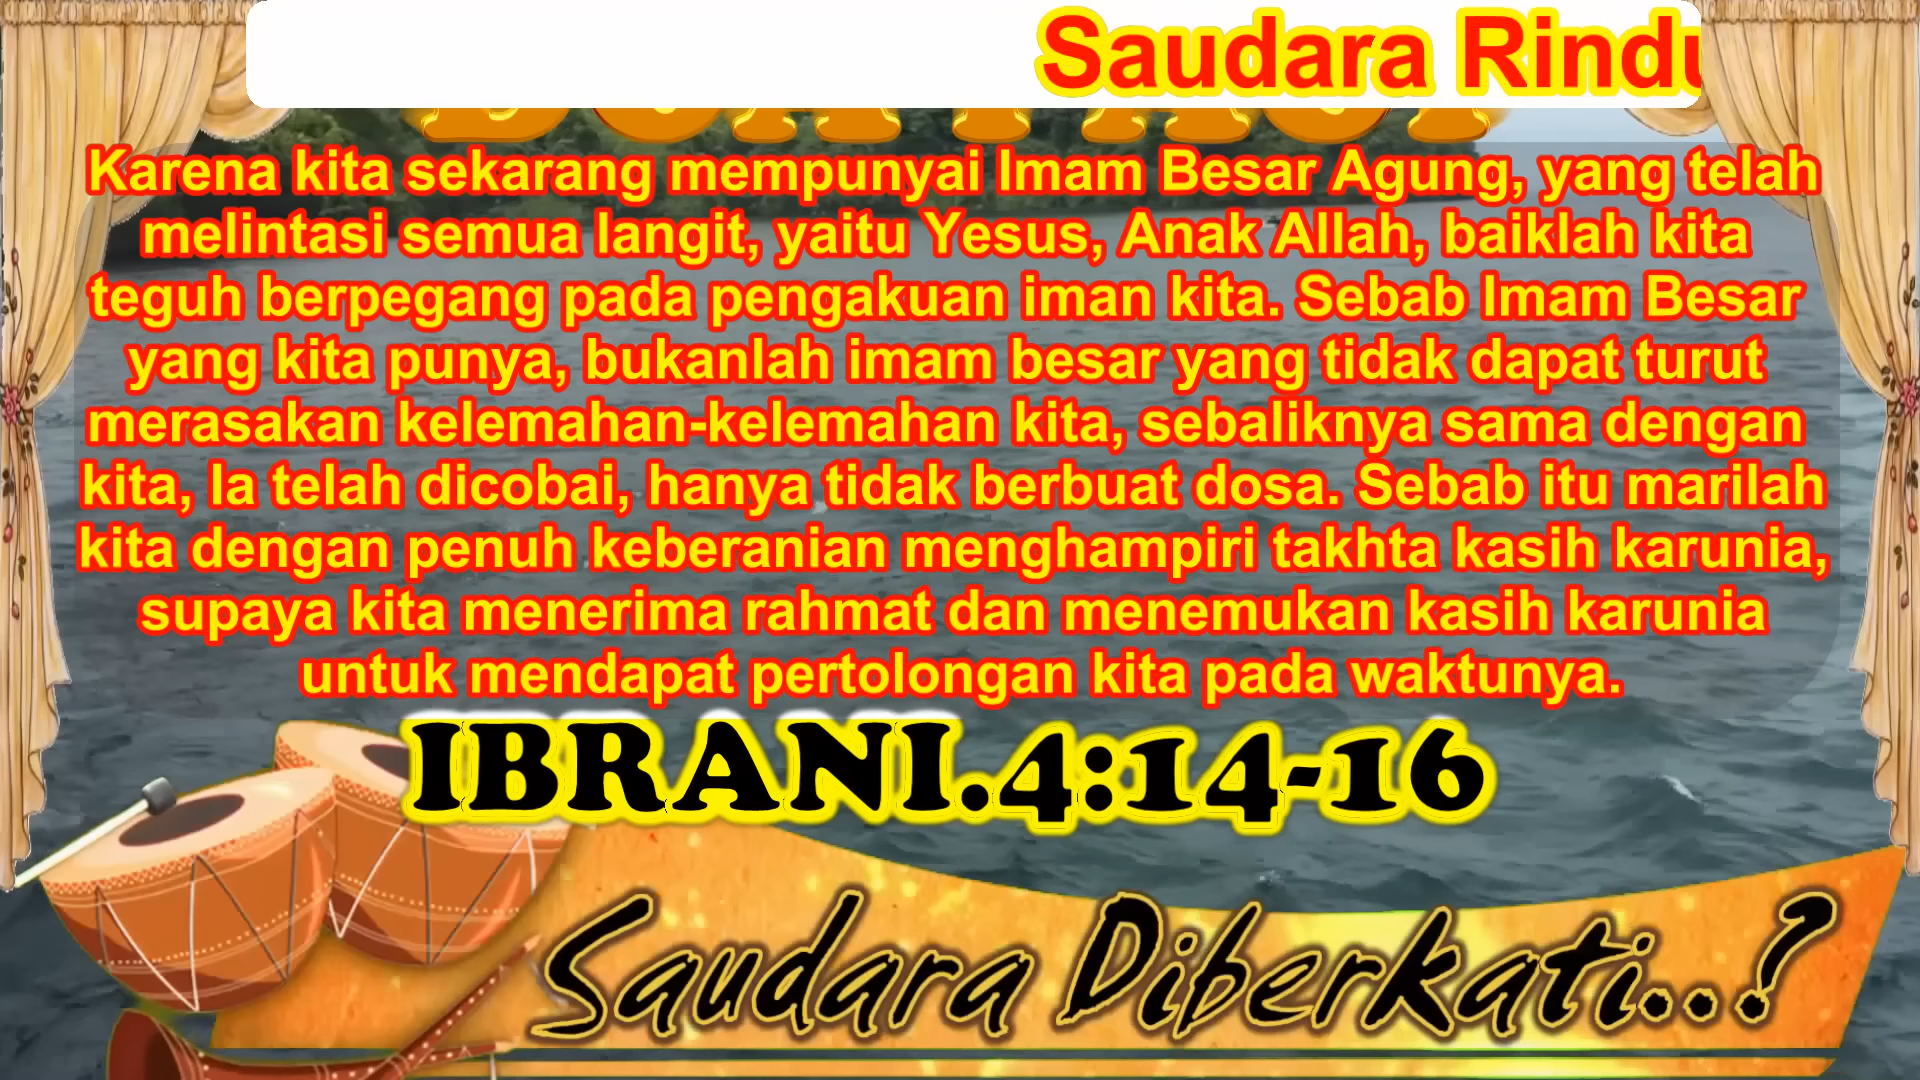 Saudara Rindu
Karena kita sekarang mempunyai Imam Besar Agung, yang telah
melintasi semua langit, yaitu Yesus, Anak Allah, baiklah kita
teguh berpegang pada pengakuan iman kita. Sebab Imam Besar
yang kita punya, bukanlah imam besar yang tidak dapat turut
merasakan kelemahan-kelemahan kita, sebaliknya sama dengan
kita, Ia telah dicobai, hanya tidak berbuat dosa. Sebab itu marilah
kita dengan penuh keberanian menghampiri takhta kasih karunia,
supaya kita menerima rahmat dan menemukan kasih karunia
untuk mendapat pertolongan kita pada waktunya.
IBRANI.4:14-16
Saudara Diberkati..?